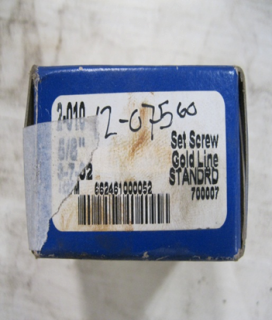 2-010
12-075 60
5/8"
Set Screw
Gold Line
STANDRD
662461000052
700007